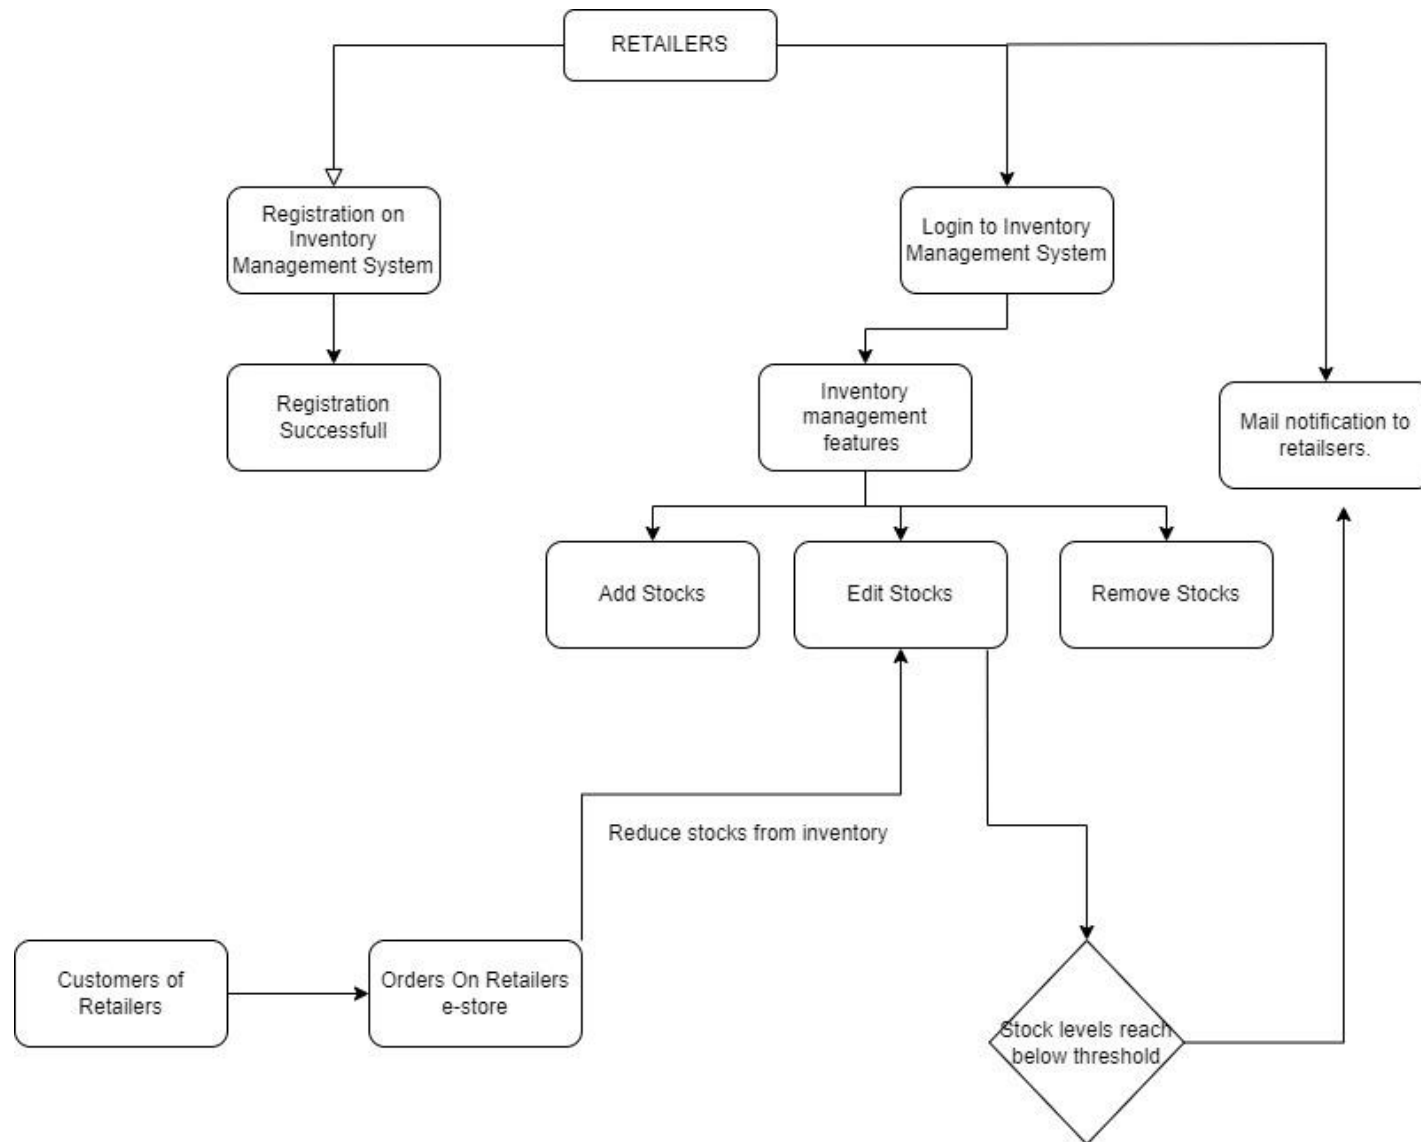 RETAILERS
Registration on
Inventory
Management System
Login to Inventory
Management System
Registration
Successfull
Inventory
management
features
Mail notification to
retailsers.
Add Stocks
Edit Stocks
Remove Stocks
Reduce stocks from inventory
Customers of
Retailers
Orders On Retailers
e-store
Stock levels reach
below threshold